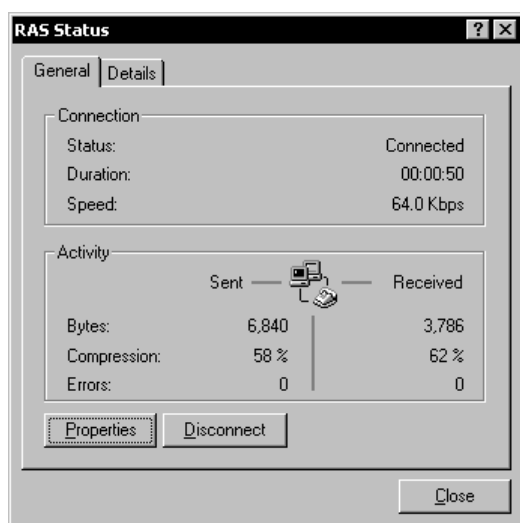 RAS Status
General Details
Connection
Status: Connected
Duration: 00:00:50
Speed: 64.0 Kbps
Activity
Sent Received
Bytes: 6,840 3,786
Compression: 58 % 62 %
Errors: 0 0
Properties Disconnect
Close